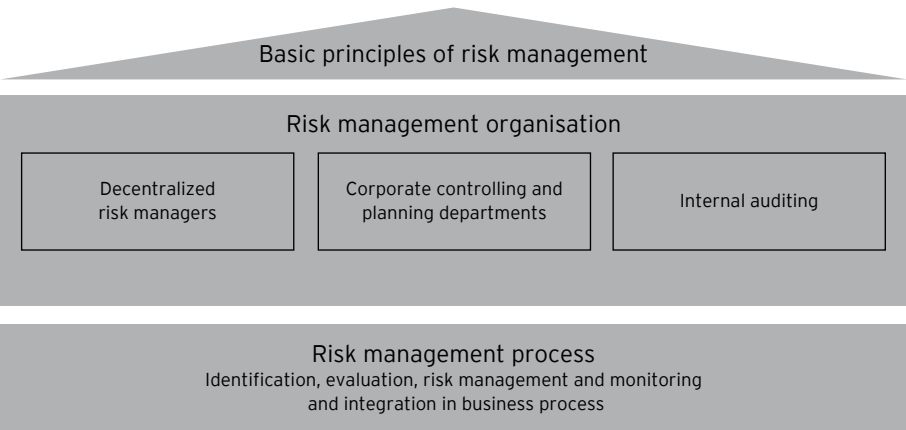 Basic principles of risk management
Risk management organisation
Decentralized
risk managers
Corporate controlling and
planning departments
Internal auditing
Risk management process
Identification, evaluation, risk management and monitoring
and integration in business process